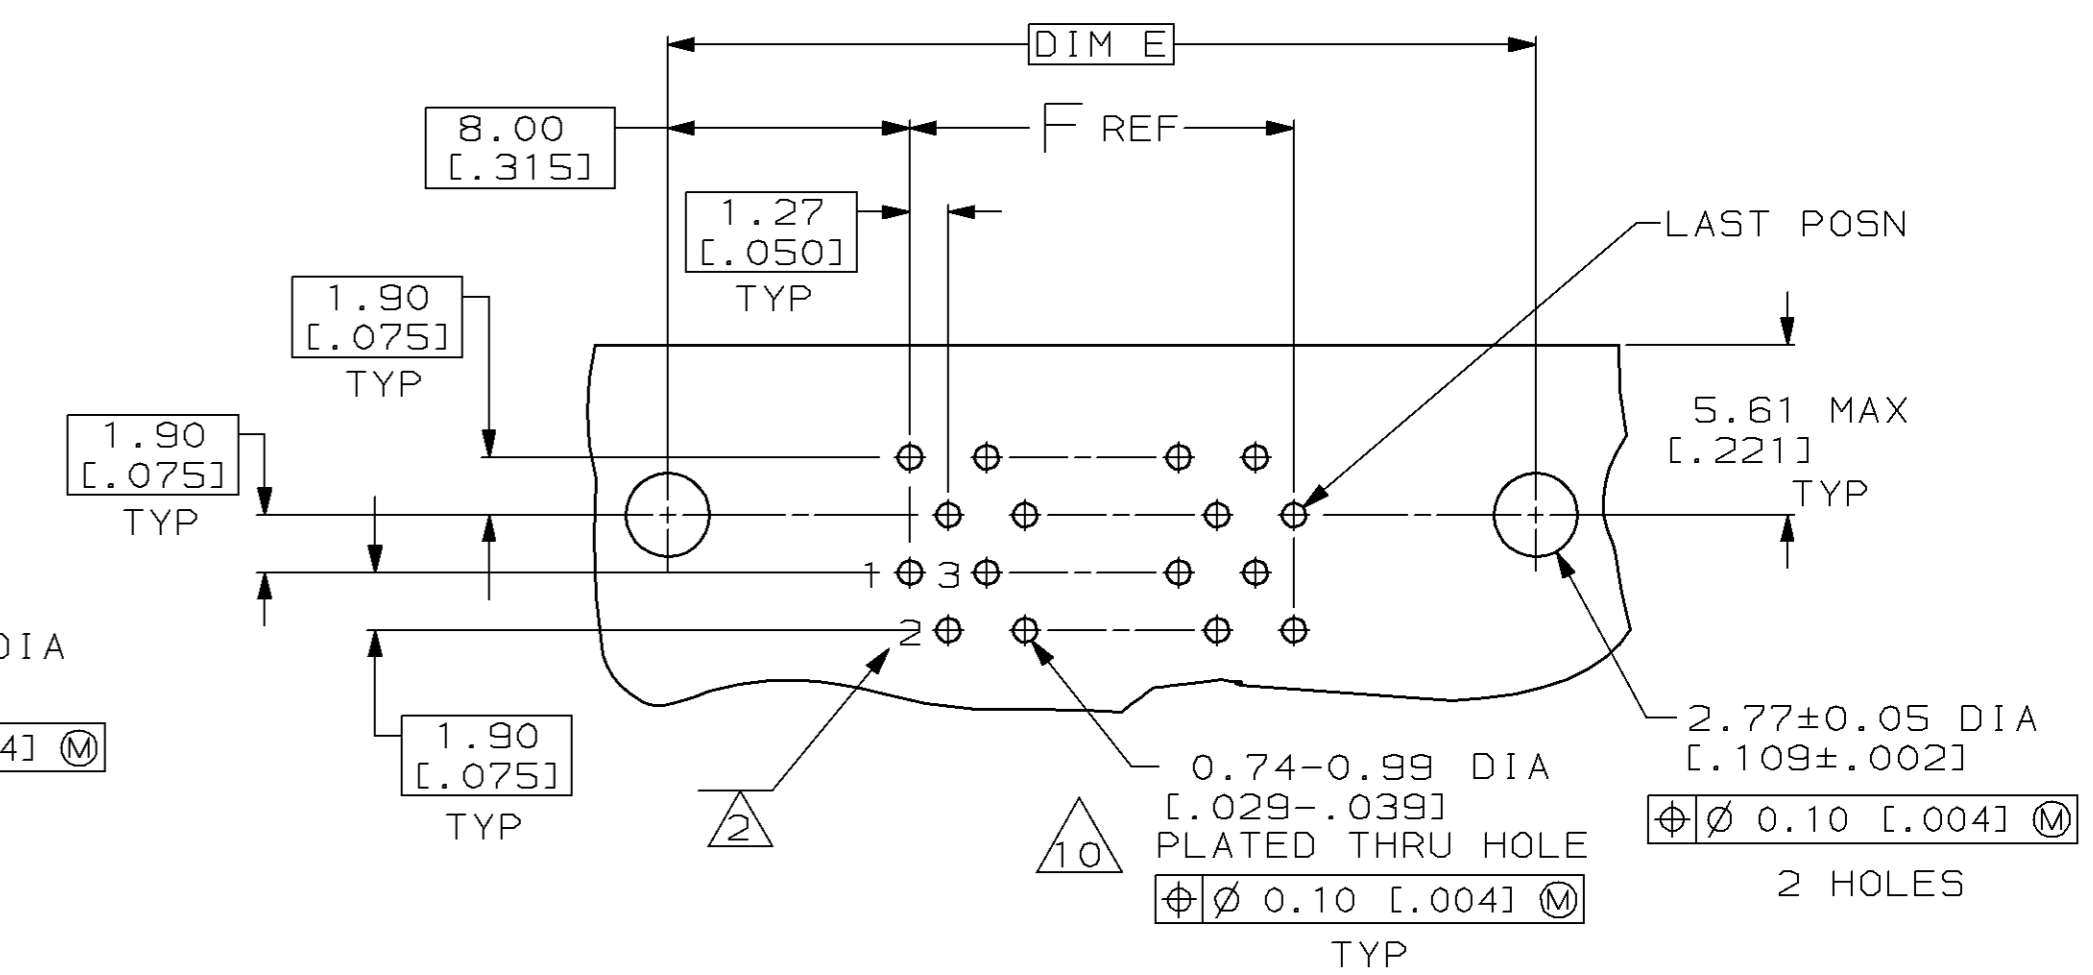 DIM E
8.00
[.315]
F REF
1.27
[.050]
TYP
LAST POSN
1.90
[.075]
TYP
5.61 MAX
[.221]
TYP
1.90
[.075]
TYP
1 3
2
DIA
4] Ⓜ
1.90
[.075]
TYP
2
10
0.74-0.99 DIA
[.029-.039]
PLATED THRU HOLE
⌖ Ø 0.10 [.004] Ⓜ
TYP
2.77±0.05 DIA
[.109±.002]
⌖ Ø 0.10 [.004] Ⓜ
2 HOLES